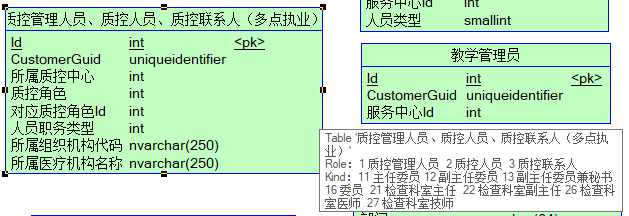 质控管理人员、质控人员、质控联系人（多点执业）
Id int <pk>
CustomerGuid uniqueidentifier
所属质控中心 int
质控角色 int
对应质控角色Id int
人员职务类型 int
所属组织机构代码 nvarchar(250)
所属医疗机构名称 nvarchar(250)
服务中心Id int
人员类型 smallint
教学管理员
Id int <pk>
CustomerGuid uniqueidentifier
服务中心Id int
Table '质控管理人员、质控人员、质控联系人（多点执
业）'
Role：1 质控管理人员 2 质控人员 3 质控联系人
Kind：11 主任委员 12 副主任委员 13 副主任委员兼秘书
16 委员 21 检查科室主任 22 检查科室副主任 26 检查科
室医师 27 检查科室技师